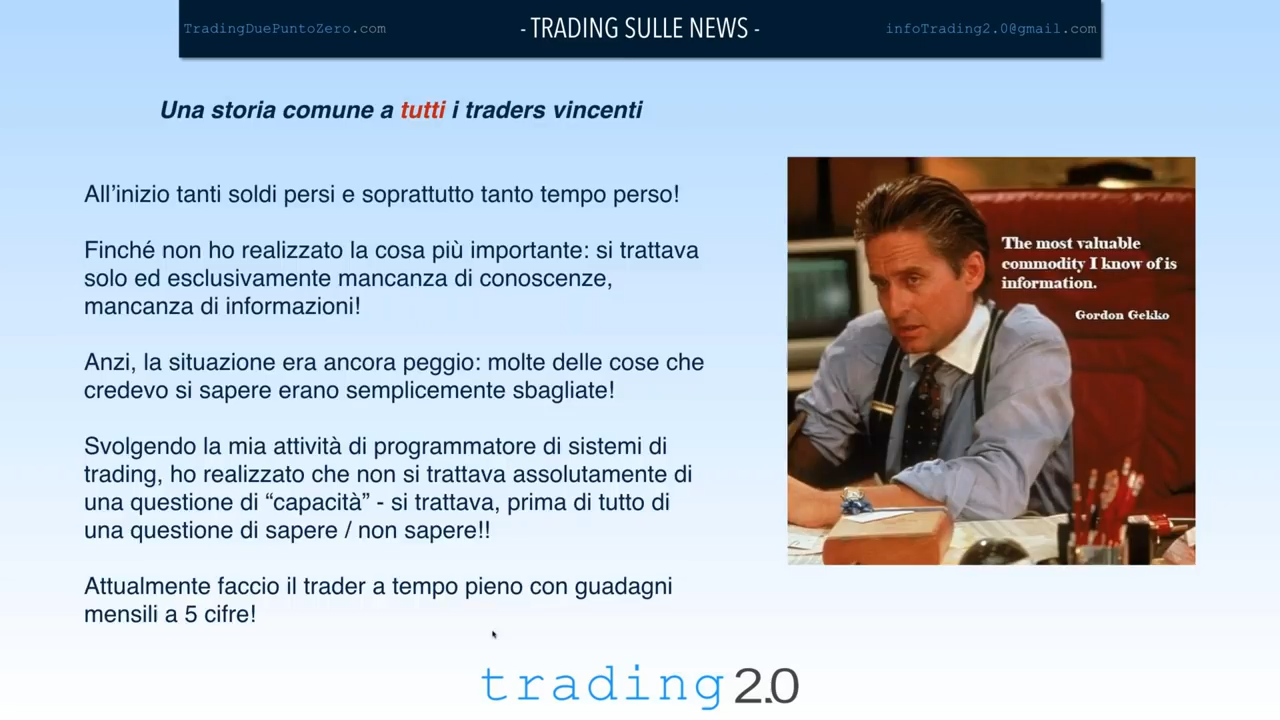 TradingDuePuntoZero.com
- TRADING SULLE NEWS -
infoTrading2.0@gmail.com
Una storia comune a tutti i traders vincenti
All’inizio tanti soldi persi e soprattutto tanto tempo perso!
Finché non ho realizzato la cosa più importante: si trattava
solo ed esclusivamente mancanza di conoscenze,
mancanza di informazioni!
Anzi, la situazione era ancora peggio: molte delle cose che
credevo si sapere erano semplicemente sbagliate!
Svolgendo la mia attività di programmatore di sistemi di
trading, ho realizzato che non si trattava assolutamente di
una questione di “capacità” - si trattava, prima di tutto di
una questione di sapere / non sapere!!
Attualmente faccio il trader a tempo pieno con guadagni
mensili a 5 cifre!
The most valuable
commodity I know of is
information.
Gordon Gekko
trading 2.0